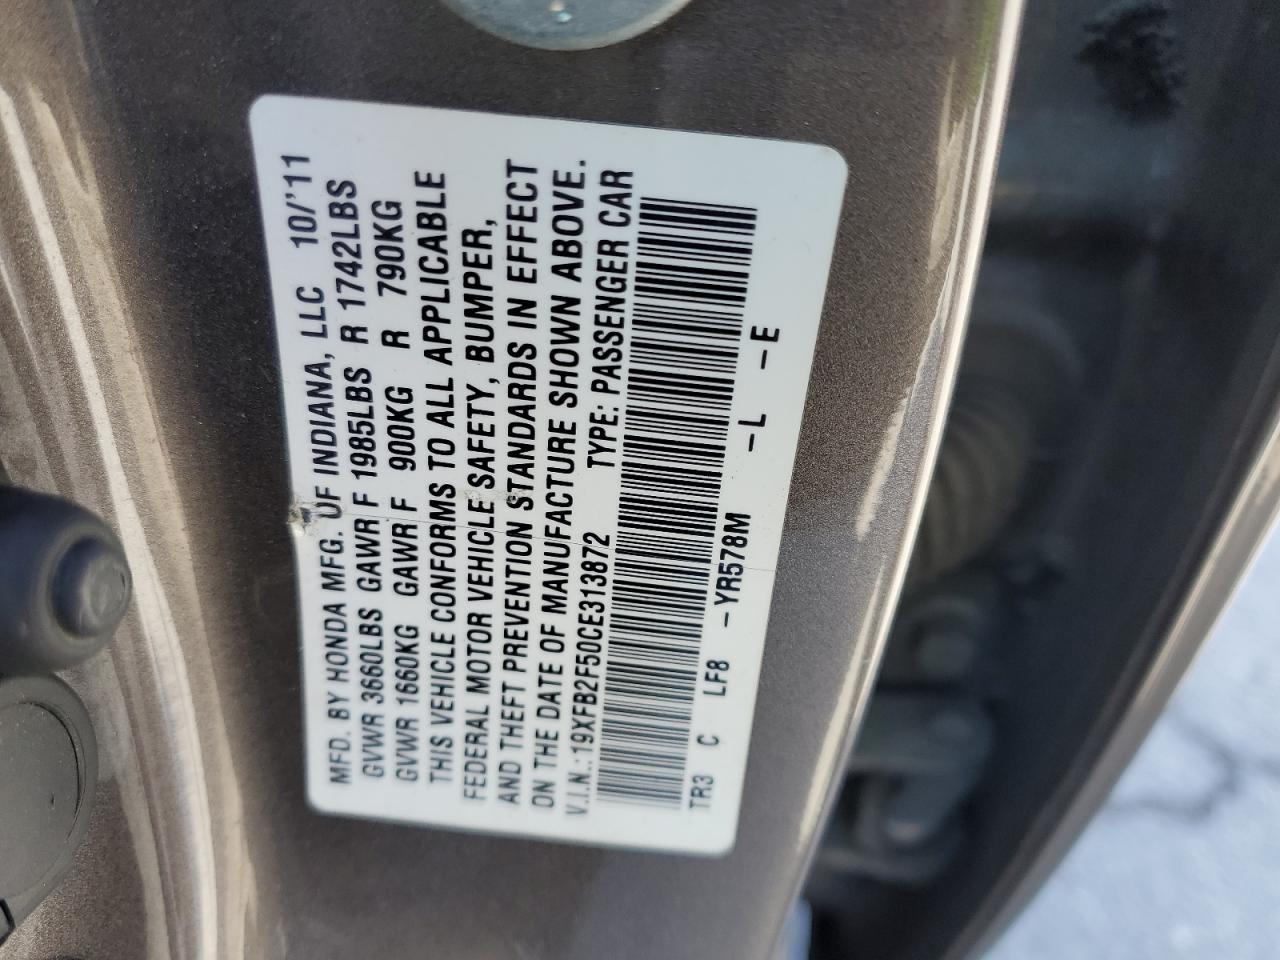 MFD. BY HONDA MFG. OF INDIANA, LLC 10/'11
GVWR 3660LBS GAWR F 1985LBS R 1742LBS
GVWR 1660KG GAWR F 900KG R 790KG
THIS VEHICLE CONFORMS TO ALL APPLICABLE
FEDERAL MOTOR VEHICLE SAFETY, BUMPER,
AND THEFT PREVENTION STANDARDS IN EFFECT
ON THE DATE OF MANUFACTURE SHOWN ABOVE.
V.I.N.:19XFB2F50CE313872 TYPE: PASSENGER CAR
TR3 C LF8 -YR578M -L -E